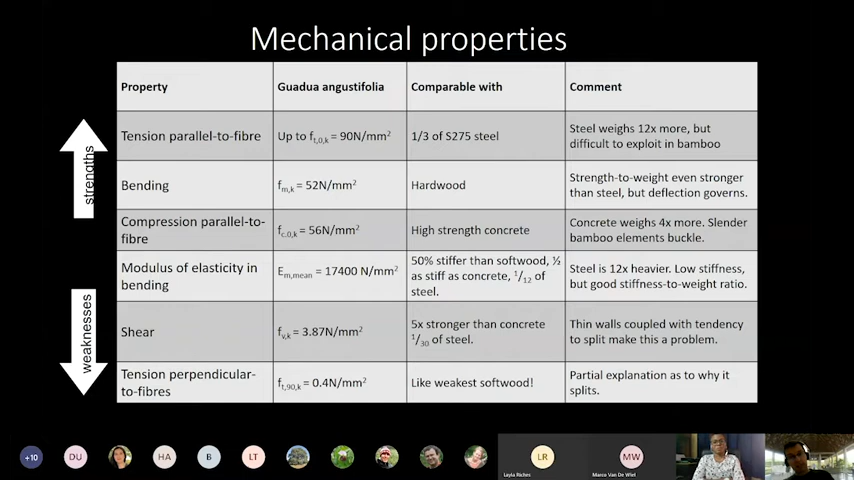 Mechanical properties
Property Guadua angustifolia Comparable with Comment
Tension parallel-to-fibre Up to ft,0,k = 90N/mm² 1/3 of S275 steel Steel weighs 12x more, but
difficult to exploit in bamboo
Bending fm,k = 52N/mm² Hardwood Strength-to-weight even stronger
than steel, but deflection governs.
Compression parallel-to-
fibre
fc.0,k = 56N/mm² High strength concrete Concrete weighs 4x more. Slender
bamboo elements buckle.
Modulus of elasticity in
bending
Em,mean = 17400 N/mm² 50% stiffer than softwood, ½
as stiff as concrete, 1/12 of
steel.
Steel is 12x heavier. Low stiffness,
but good stiffness-to-weight ratio.
Shear fv,k = 3.87N/mm² 5x stronger than concrete
1/30 of steel.
Thin walls coupled with tendency
to split make this a problem.
Tension perpendicular-
to-fibres
ft,90,k = 0.4N/mm² Like weakest softwood! Partial explanation as to why it
splits.
strengths
weaknesses
+10 DU HA B LT LR MW
Layla Riches Marco Van De Wiel